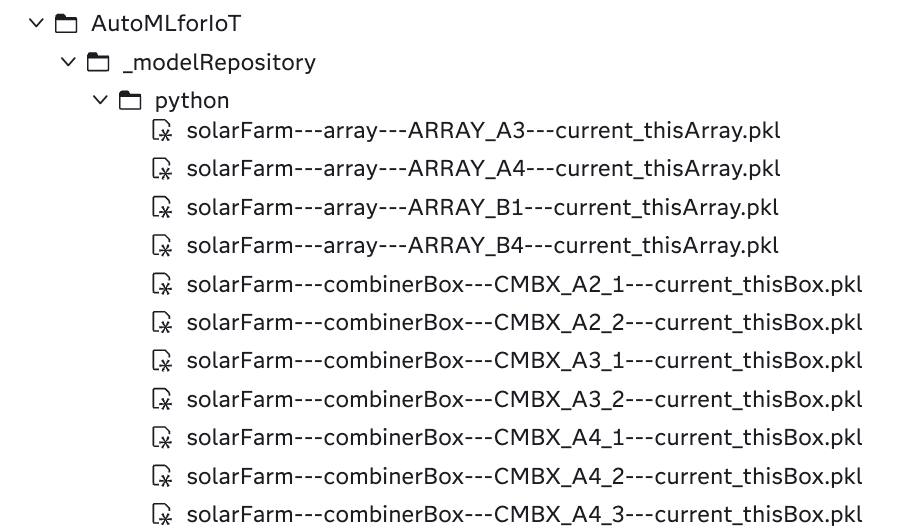 AutoMLforIoT
_modelRepository
python
solarFarm---array---ARRAY_A3---current_thisArray.pkl
solarFarm---array---ARRAY_A4---current_thisArray.pkl
solarFarm---array---ARRAY_B1---current_thisArray.pkl
solarFarm---array---ARRAY_B4---current_thisArray.pkl
solarFarm---combinerBox---CMBX_A2_1---current_thisBox.pkl
solarFarm---combinerBox---CMBX_A2_2---current_thisBox.pkl
solarFarm---combinerBox---CMBX_A3_1---current_thisBox.pkl
solarFarm---combinerBox---CMBX_A3_2---current_thisBox.pkl
solarFarm---combinerBox---CMBX_A4_1---current_thisBox.pkl
solarFarm---combinerBox---CMBX_A4_2---current_thisBox.pkl
solarFarm---combinerBox---CMBX_A4_3---current_thisBox.pkl